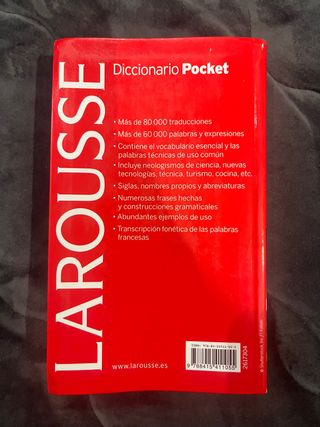 LAROUSSE
Diccionario Pocket
• Más de 80 000 traducciones
• Más de 60 000 palabras y expresiones
• Contiene el vocabulario esencial y las
palabras técnicas de uso común
• Incluye neologismos de ciencia, nuevas
tecnologías, técnica, turismo, cocina, etc.
• Siglas, nombres propios y abreviaturas
• Numerosas frases hechas
y construcciones gramaticales
• Abundantes ejemplos de uso
• Transcripción fonética de las palabras
francesas
www.larousse.es
9788415411055
2617304